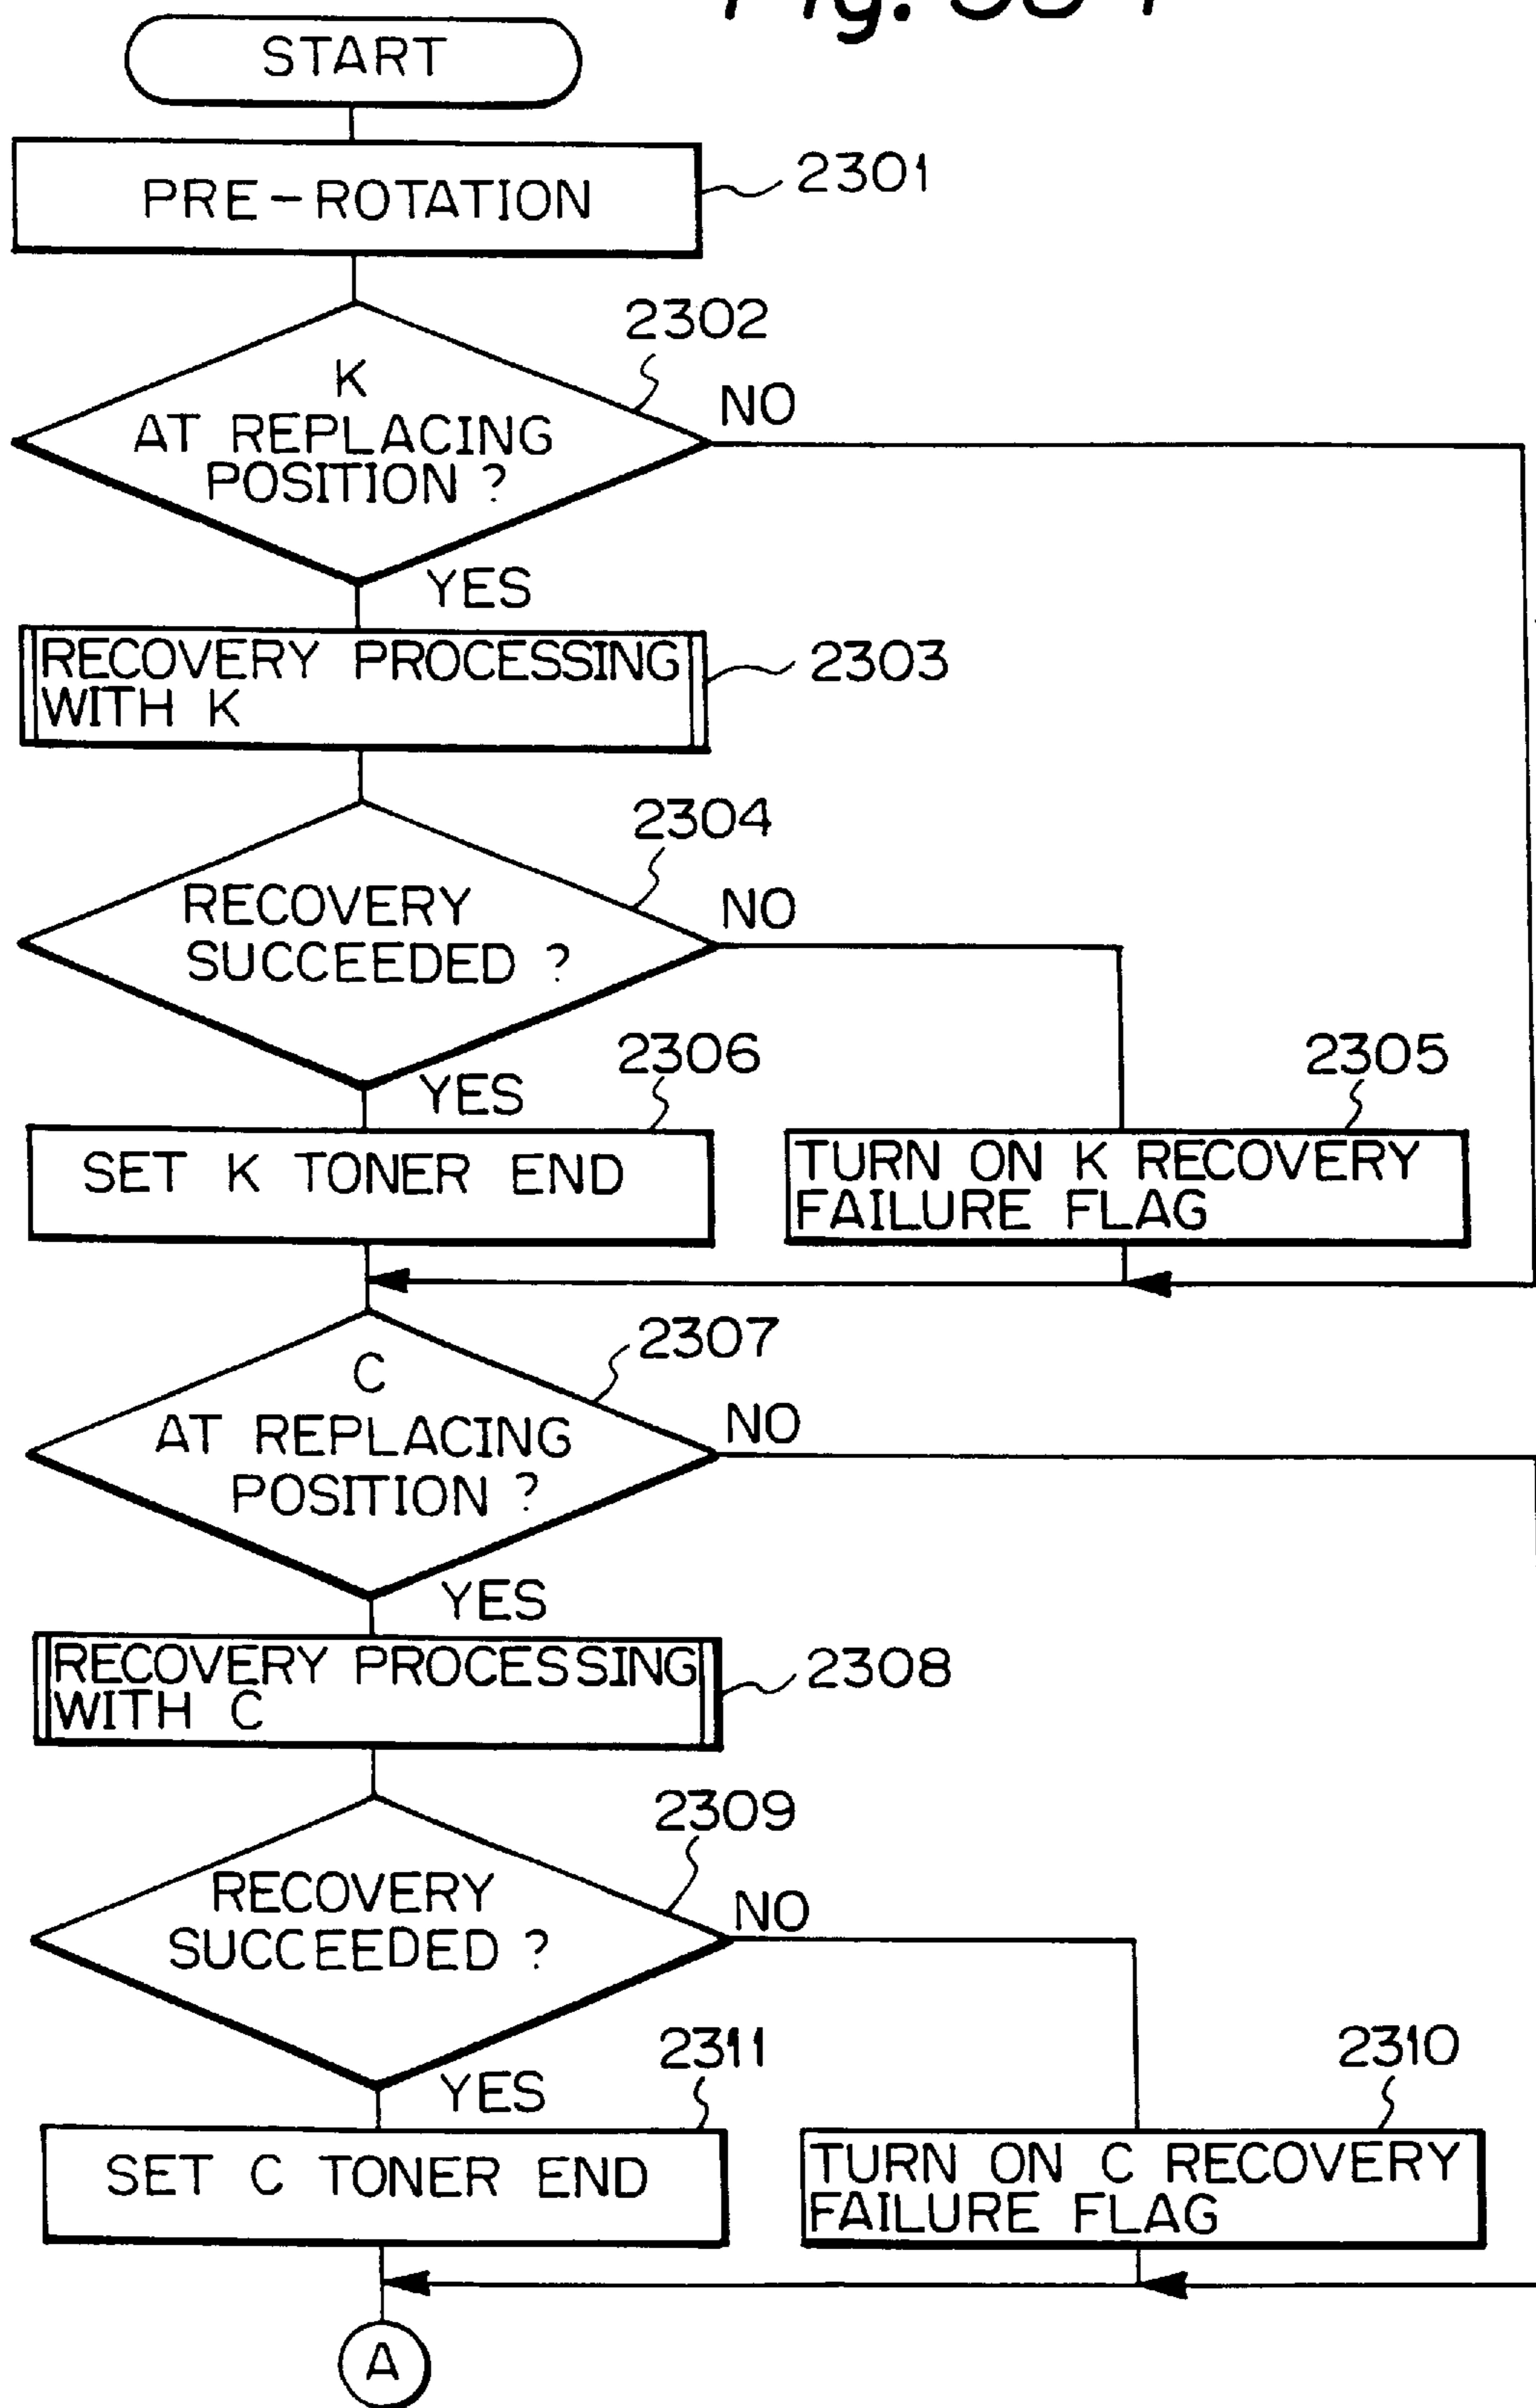 START
PRE-ROTATION
2301
2302
K
AT REPLACING
POSITION ?
NO
YES
RECOVERY PROCESSING
WITH K
2303
2304
RECOVERY
SUCCEEDED ?
NO
YES
2306
2305
SET K TONER END
TURN ON K RECOVERY
FAILURE FLAG
2307
C
AT REPLACING
POSITION ?
NO
YES
RECOVERY PROCESSING
WITH C
2308
2309
RECOVERY
SUCCEEDED ?
NO
YES
2311
2310
SET C TONER END
TURN ON C RECOVERY
FAILURE FLAG
A